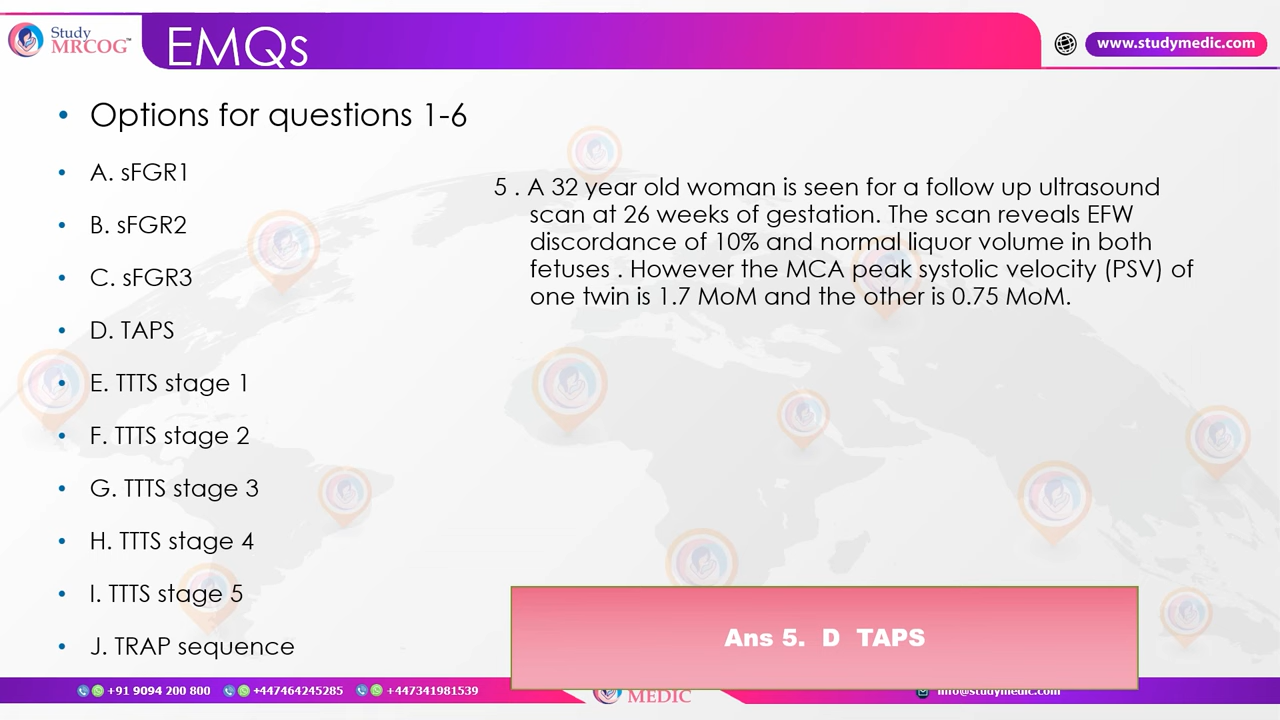 Study
MRCOG™
EMQs
www.studymedic.com
• Options for questions 1-6
• A. sFGR1
• B. sFGR2
• C. sFGR3
• D. TAPS
• E. TTTS stage 1
• F. TTTS stage 2
• G. TTTS stage 3
• H. TTTS stage 4
• I. TTTS stage 5
• J. TRAP sequence
5 . A 32 year old woman is seen for a follow up ultrasound
scan at 26 weeks of gestation. The scan reveals EFW
discordance of 10% and normal liquor volume in both
fetuses . However the MCA peak systolic velocity (PSV) of
one twin is 1.7 MoM and the other is 0.75 MoM.
Ans 5. D TAPS
+91 9094 200 800 +447464245285 +447341981539
MEDIC
info@studymedic.com